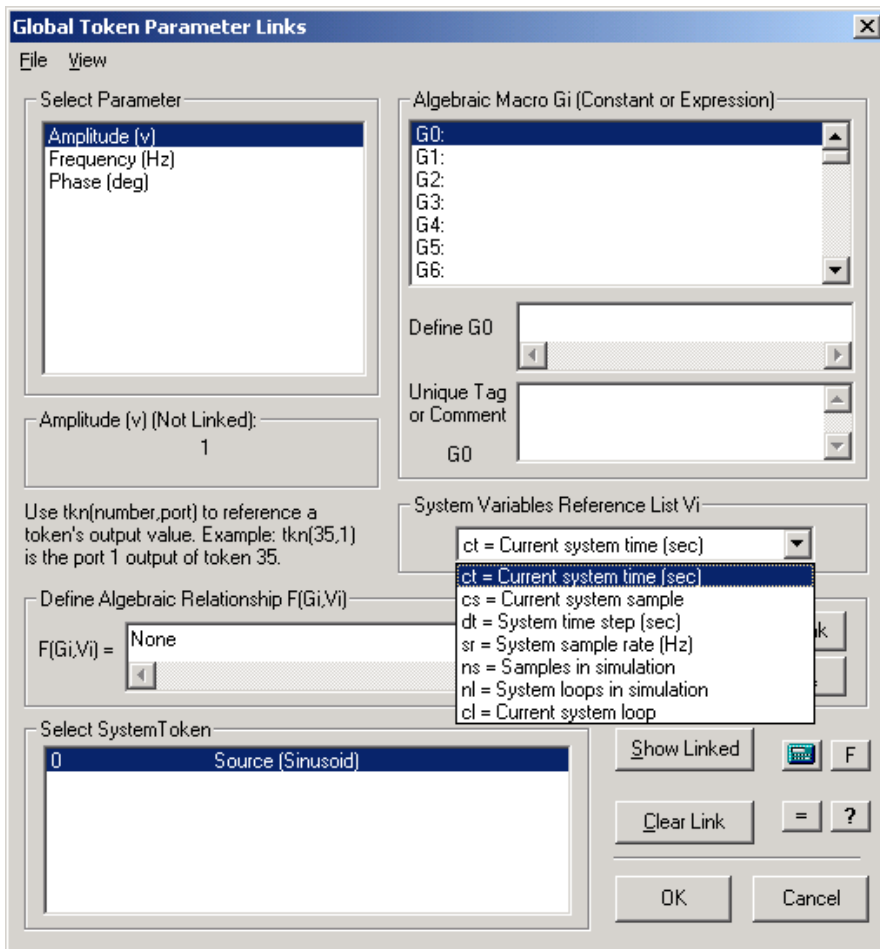 Global Token Parameter Links
File View
Select Parameter
Amplitude (v)
Frequency (Hz)
Phase (deg)
Algebraic Macro Gi (Constant or Expression)
G0:
G1:
G2:
G3:
G4:
G5:
G6:
Define G0
Unique Tag
or Comment
G0
Amplitude (v) (Not Linked):
1
Use tkn(number,port) to reference a
token's output value. Example: tkn(35,1)
is the port 1 output of token 35.
System Variables Reference List Vi
ct = Current system time (sec)
ct = Current system time (sec)
cs = Current system sample
dt = System time step (sec)
sr = System sample rate (Hz)
ns = Samples in simulation
nl = System loops in simulation
cl = Current system loop
Define Algebraic Relationship F(Gi,Vi)
F(Gi,Vi) =
None
Select SystemToken
0 Source (Sinusoid)
Show Linked
F
Clear Link
= ?
OK Cancel